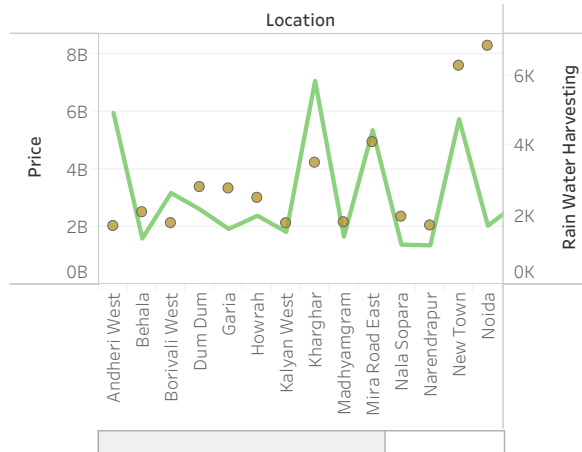 Location
Price
8B
6B
4B
2B
0B
6K
4K
2K
0K
Rain Water Harvesting
Andheri West
Behala
Borivali West
Dum Dum
Garia
Howrah
Kalyan West
Kharghar
Madhyamgram
Mira Road East
Nala Sopara
Narendrapur
New Town
Noida